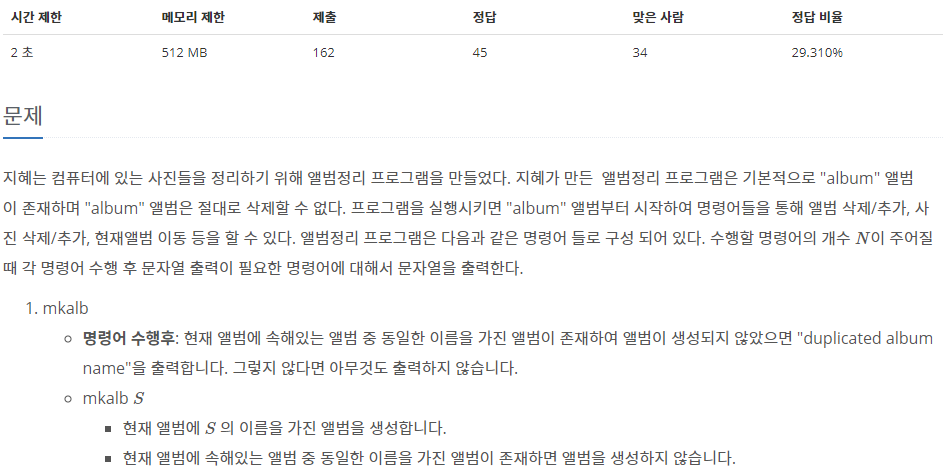 시간 제한 메모리 제한 제출 정답 맞은 사람 정답 비율
2 초 512 MB 162 45 34 29.310%
문제
지혜는 컴퓨터에 있는 사진들을 정리하기 위해 앨범정리 프로그램을 만들었다. 지혜가 만든 앨범정리 프로그램은 기본적으로 "album" 앨범
이 존재하며 "album" 앨범은 절대로 삭제할 수 없다. 프로그램을 실행시키면 "album" 앨범부터 시작하여 명령어들을 통해 앨범 삭제/추가, 사
진 삭제/추가, 현재앨범 이동 등을 할 수 있다. 앨범정리 프로그램은 다음과 같은 명령어 들로 구성 되어 있다. 수행할 명령어의 개수 N이 주어질
때 각 명령어 수행 후 문자열 출력이 필요한 명령어에 대해서 문자열을 출력한다.
1. mkalb
명령어 수행후: 현재 앨범에 속해있는 앨범 중 동일한 이름을 가진 앨범이 존재하여 앨범이 생성되지 않았으면 "duplicated album
name"을 출력합니다. 그렇지 않다면 아무것도 출력하지 않습니다.
mkalb S
현재 앨범에 S 의 이름을 가진 앨범을 생성합니다.
현재 앨범에 속해있는 앨범 중 동일한 이름을 가진 앨범이 존재하면 앨범을 생성하지 않습니다.